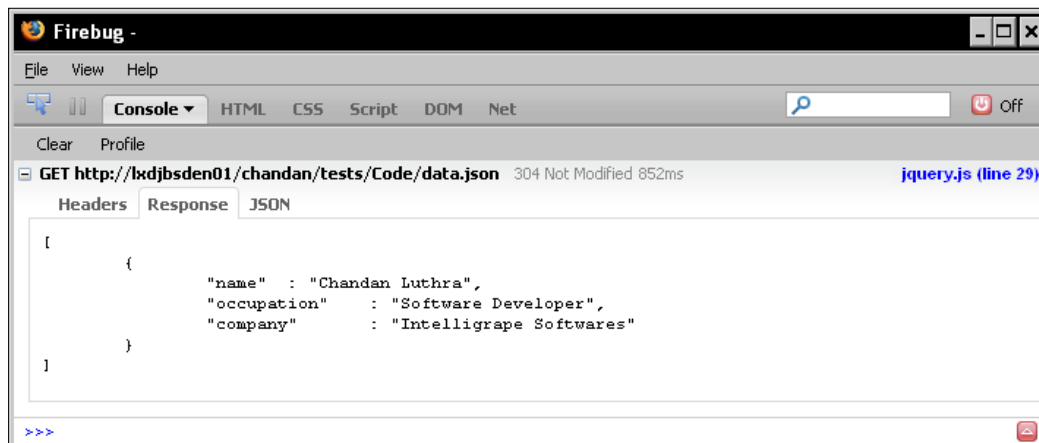 Firebug -
File View Help
Console HTML CSS Script DOM Net Off
Clear Profile
GET http://lxdjbsden01/chandan/tests/Code/data.json 304 Not Modified 852ms jquery.js (line 29)
Headers Response JSON
[
{
"name" : "Chandan Luthra",
"occupation" : "Software Developer",
"company" : "Intelligrape Softwares"
}
]
>>>